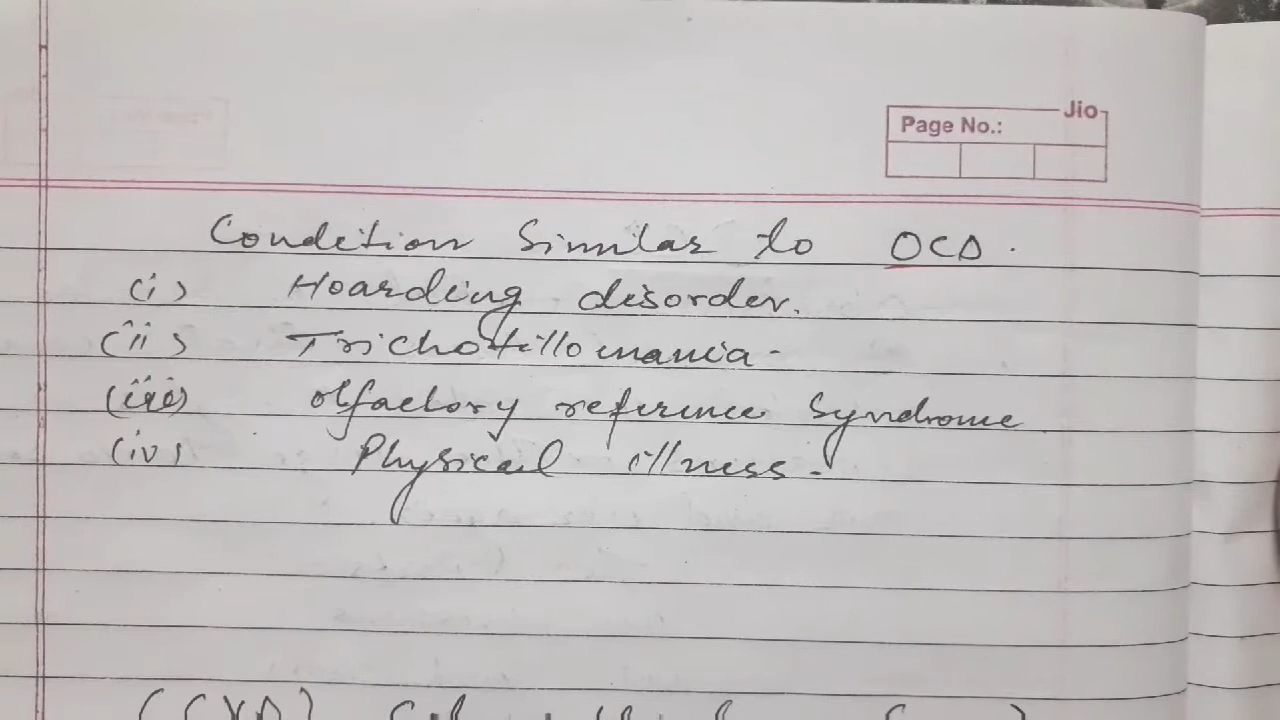 Jio
Page No.:
Condition Similar to OCD.
(i) Hoarding disorder.
(ii) Trichotillomania-
(iii) olfactory reference Syndrome
(iv) Physical illness.